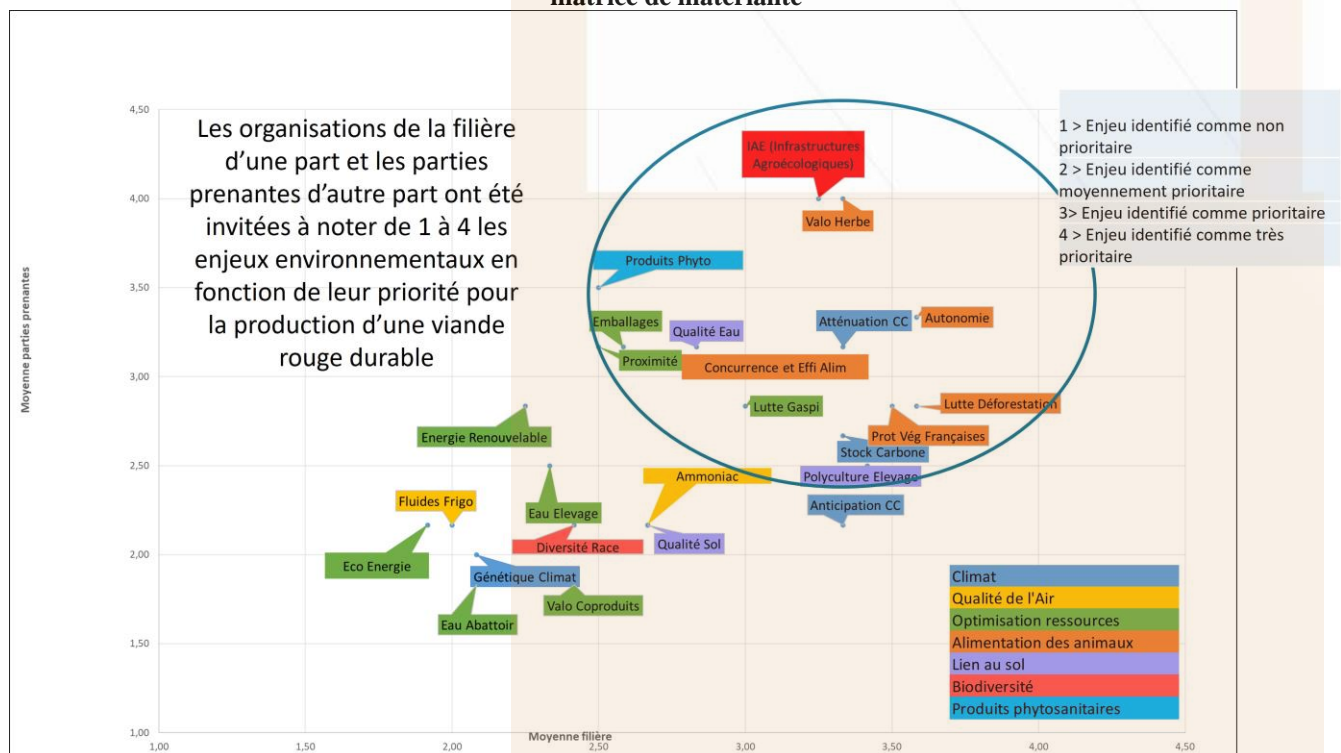 matrice de matérialité
Les organisations de la filière
d'une part et les parties
prenantes d'autre part ont été
invitées à noter de 1 à 4 les
enjeux environnementaux en
fonction de leur priorité pour
la production d'une viande
rouge durable
1 > Enjeu identifié comme non
prioritaire
2 > Enjeu identifié comme
moyennement prioritaire
3> Enjeu identifié comme prioritaire
4 > Enjeu identifié comme très
prioritaire
Moyenne parties prenantes
4,50
4,00
3,50
3,00
2,50
2,00
1,50
1,00
IAE (Infrastructures
Agroécologiques)
Valo Herbe
Produits Phyto
Emballages
Qualité Eau
Atténuation CC
Autonomie
Proximité
Concurrence et Effi Alim
Lutte Gaspi
Lutte Déforestation
Energie Renouvelable
Prot Vég Françaises
Stock Carbone
Ammoniac
Polyculture Elevage
Fluides Frigo
Eau Elevage
Anticipation CC
Diversité Race
Qualité Sol
Eco Energie
Génétique Climat
Valo Coproduits
Eau Abattoir
Climat
Qualité de l'Air
Optimisation ressources
Alimentation des animaux
Lien au sol
Biodiversité
Produits phytosanitaires
1,00
1,50
2,00
2,50
3,00
3,50
4,00
4,50
Moyenne filière